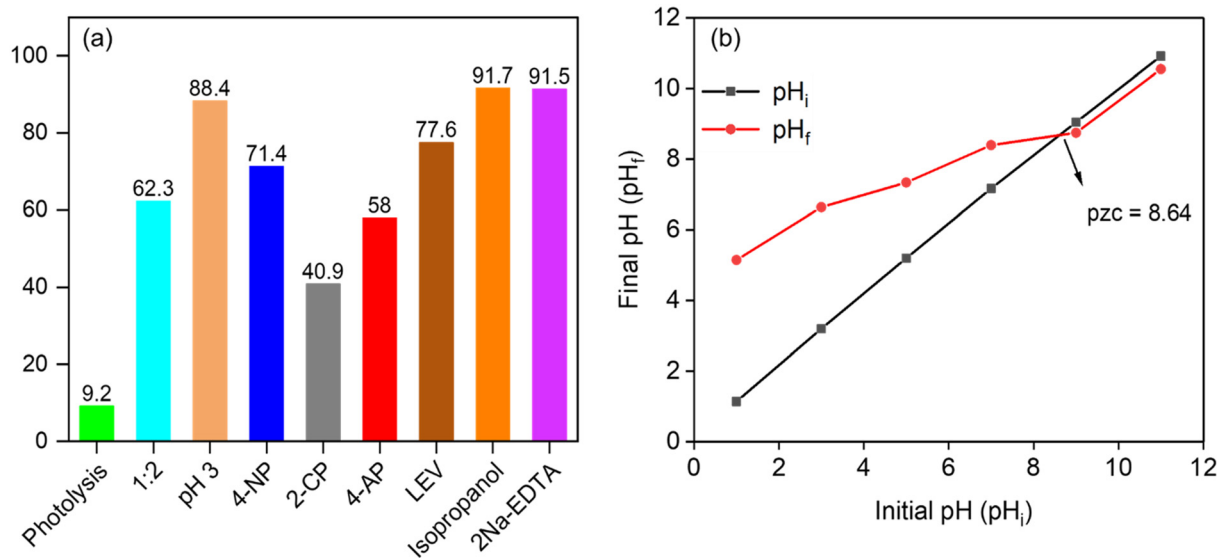 (a)
100
80
60
40
20
0
9.2
62.3
88.4
71.4
40.9
58
77.6
91.7
91.5
Photolysis
1:2
pH 3
4-NP
2-CP
4-AP
LEV
Isopropanol
2Na-EDTA
(b)
12
10
8
6
4
2
0
Final pH (pHf)
pHi
pHf
pzc = 8.64
0 2 4 6 8 10 12
Initial pH (pHi)